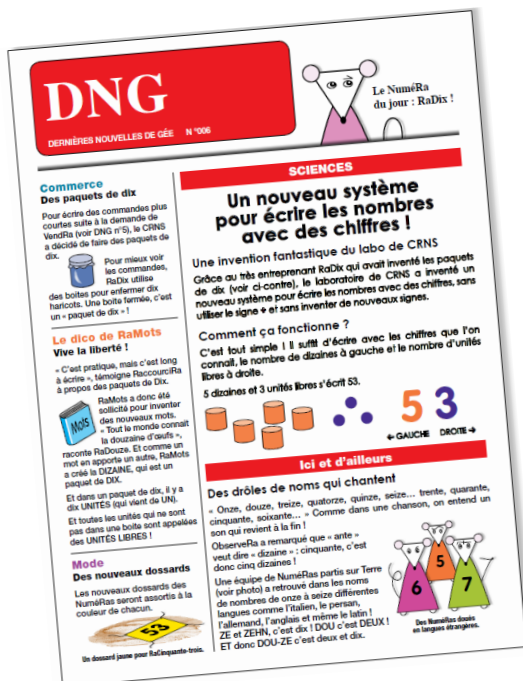 DNG
DERNIÈRES NOUVELLES DE GÉE N °006
Le NuméRa
du jour : RaDix !
Commerce
Des paquets de dix
Pour écrire des commandes plus
courtes suite à la demande de
VendRa (voir DNG n°5), le CRNS
a décidé de faire des paquets de
dix.
Pour mieux voir
les commandes,
RaDix utilise
des boites pour enfermer dix
haricots. Une boite fermée, c'est
un « paquet de dix » !
Le dico de RaMots
Vive la liberté !
« C'est pratique, mais c'est long
à écrire », témoigne RaccourciRa
à propos des paquets de Dix.
Mots
RaMots a donc été
sollicité pour inventer
des nouveaux mots.
« Tout le monde connait
la douzaine d'œufs »,
raconte RaDouze. Et comme un
mot en apporte un autre, RaMots
a créé la DIZAINE, qui est un
paquet de DIX.
Et dans un paquet de dix, il y a
dix UNITÉS (qui vient de UN).
Et toutes les unités qui ne sont
pas dans une boite sont appelées
des UNITÉS LIBRES !
Mode
Des nouveaux dossards
Les nouveaux dossards des
NuméRas seront assortis à la
couleur de chacun.
53
Un dossard jaune pour RaCinquante-trois.
SCIENCES
Un nouveau système
pour écrire les nombres
avec des chiffres !
Une invention fantastique du labo de CRNS
Grâce au très entreprenant RaDix qui avait inventé les paquets
de dix (voir ci-contre), le laboratoire de CRNS a inventé un
nouveau système pour écrire les nombres avec des chiffres, sans
utiliser le signe + et sans inventer de nouveaux signes.
Comment ça fonctionne ?
C'est tout simple ! Il suffit d'écrire avec les chiffres que l'on
connait, le nombre de dizaines à gauche et le nombre d'unités
libres à droite.
5 dizaines et 3 unités libres s'écrit 53.
5 3
← GAUCHE DROITE →
Ici et d'ailleurs
Des drôles de noms qui chantent
« Onze, douze, treize, quatorze, quinze, seize... trente, quarante,
cinquante, soixante... » Comme dans une chanson, on entend un
son qui revient à la fin !
ObserveRa a remarqué que « ante »
veut dire « dizaine » : cinquante, c'est
donc cinq dizaines !
Une équipe de NuméRas partis sur Terre
(voir photo) a retrouvé dans les noms
de nombres de onze à seize différentes
langues comme l'italien, le persan,
l'allemand, l'anglais et même le latin !
ZE et ZEHN, c'est dix ! DOU c'est DEUX !
ET donc DOU-ZE c'est deux et dix.
6 5 7
Des NuméRas doués
en langues étrangères.